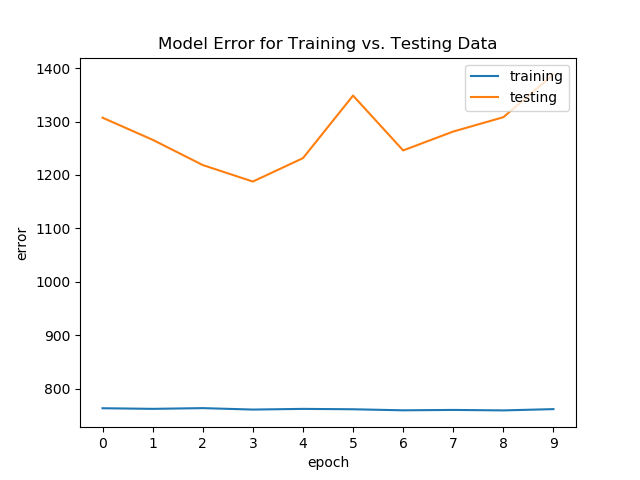 Model Error for Training vs. Testing Data
training
testing
1400
1300
1200
1100
1000
900
800
error
0 1 2 3 4 5 6 7 8 9
epoch